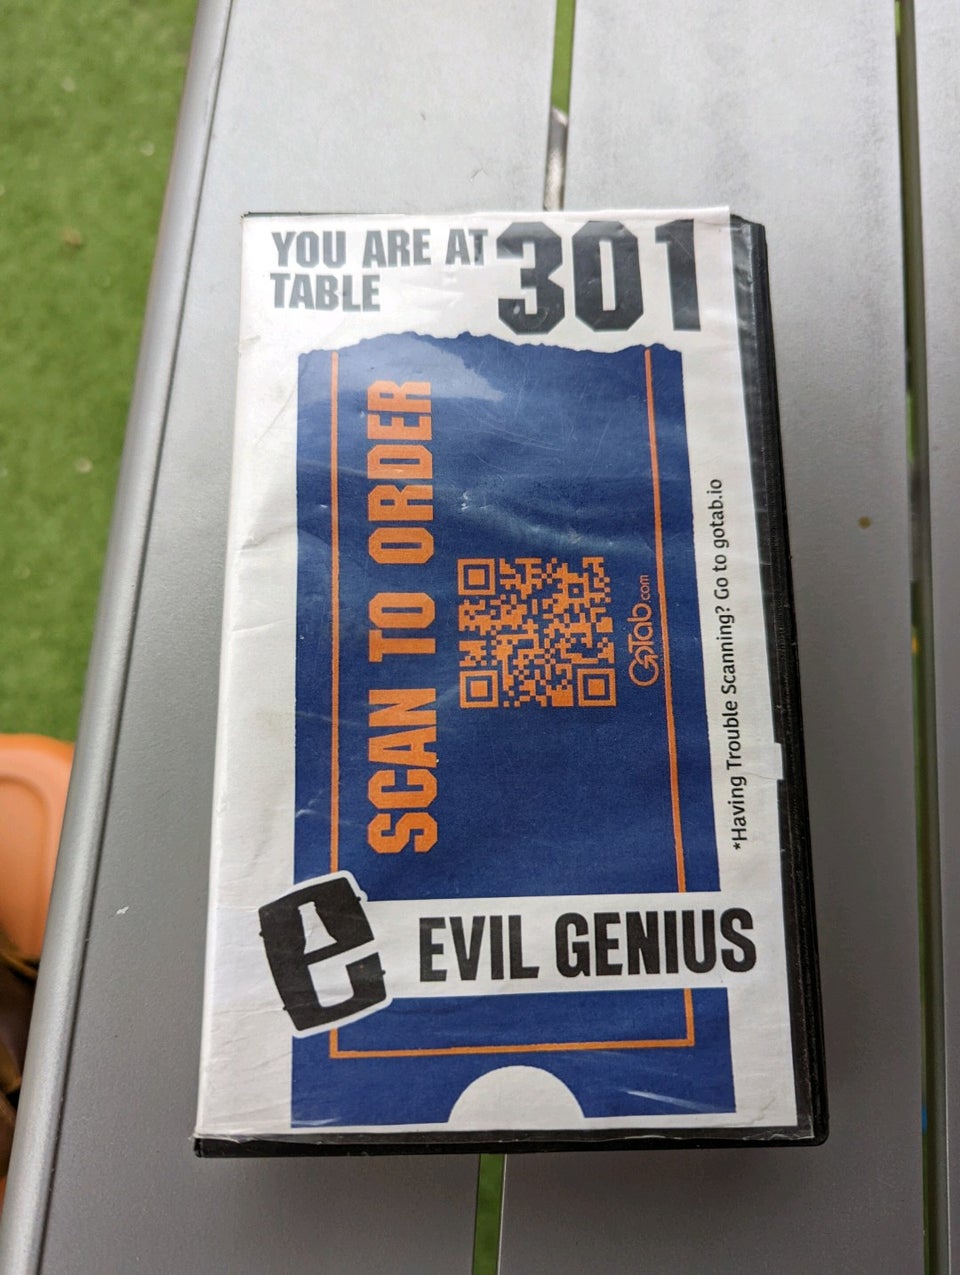 YOU ARE AT
TABLE
301
SCAN TO ORDER
GoTab.com
*Having Trouble Scanning? Go to gotab.io
e
EVIL GENIUS